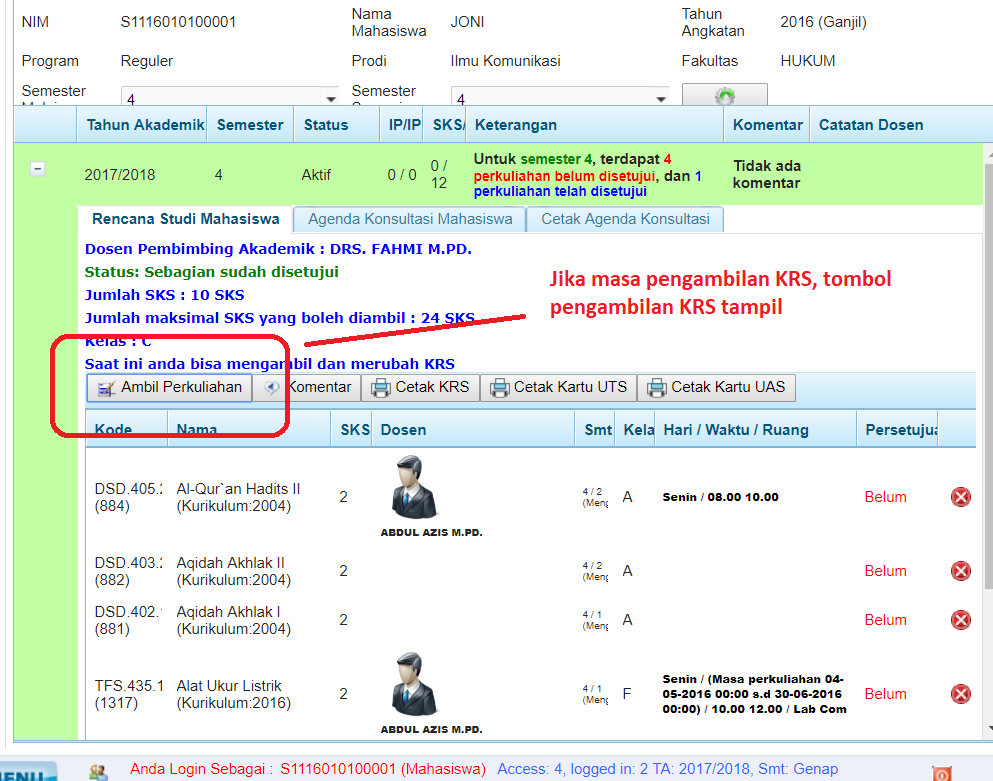 NIM S1116010100001 Nama Mahasiswa JONI Tahun Angkatan 2016 (Ganjil)
Program Reguler Prodi Ilmu Komunikasi Fakultas HUKUM
Semester 4 Semester 4
Tahun Akademik Semester Status IP/IP SKS/ Keterangan Komentar Catatan Dosen
2017/2018 4 Aktif 0 / 0 0 / 12
Untuk semester 4, terdapat 4
perkuliahan belum disetujui, dan 1
perkuliahan telah disetujui
Tidak ada
komentar
Rencana Studi Mahasiswa Agenda Konsultasi Mahasiswa Cetak Agenda Konsultasi
Dosen Pembimbing Akademik : DRS. FAHMI M.PD.
Status: Sebagian sudah disetujui
Jumlah SKS : 10 SKS
Jumlah maksimal SKS yang boleh diambil : 24 SKS
Kelas : C
Saat ini anda bisa mengambil dan merubah KRS
Jika masa pengambilan KRS, tombol
pengambilan KRS tampil
Ambil Perkuliahan Komentar Cetak KRS Cetak Kartu UTS Cetak Kartu UAS
Kode Nama SKS Dosen Smt Kela Hari / Waktu / Ruang Persetujua
DSD.405.2 Al-Qur`an Hadits II 2 4 / 2 A Senin / 08.00 10.00 Belum
(884) (Kurikulum:2004) (Meng
ABDUL AZIS M.PD.
DSD.403.2 Aqidah Akhlak II 2 4 / 2 A Belum
(882) (Kurikulum:2004) (Meng
DSD.402. Aqidah Akhlak I 2 4 / 1 A Belum
(881) (Kurikulum:2004) (Meng
TFS.435.1 Alat Ukur Listrik 2 4 / 1 F Belum
(1317) (Kurikulum:2016) (Meng
Senin / (Masa perkuliahan 04-
05-2016 00:00 s.d 30-06-2016
00:00) / 10.00 12.00 / Lab Com
ABDUL AZIS M.PD.
MENU Anda Login Sebagai : S1116010100001 (Mahasiswa) Access: 4, logged in: 2 TA: 2017/2018, Smt: Genap